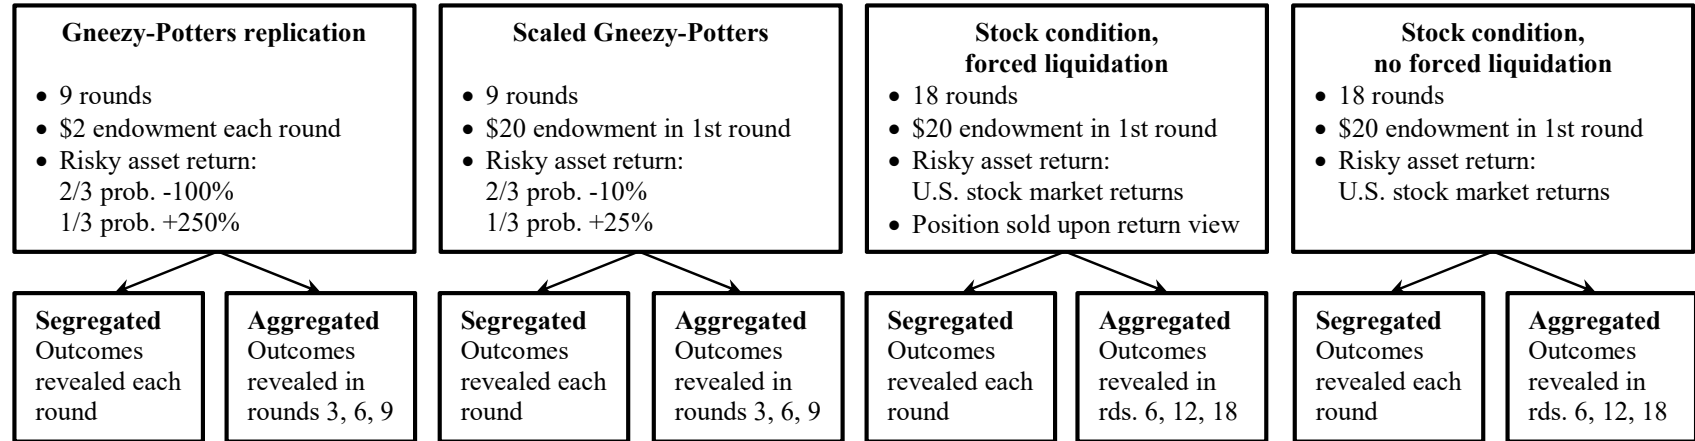 Gneezy-Potters replication
• 9 rounds
• $2 endowment each round
• Risky asset return:
2/3 prob. -100%
1/3 prob. +250%
Scaled Gneezy-Potters
• 9 rounds
• $20 endowment in 1st round
• Risky asset return:
2/3 prob. -10%
1/3 prob. +25%
Stock condition,
forced liquidation
• 18 rounds
• $20 endowment in 1st round
• Risky asset return:
U.S. stock market returns
• Position sold upon return view
Stock condition,
no forced liquidation
• 18 rounds
• $20 endowment in 1st round
• Risky asset return:
U.S. stock market returns
Segregated
Outcomes
revealed each
round
Aggregated
Outcomes
revealed in
rounds 3, 6, 9
Segregated
Outcomes
revealed each
round
Aggregated
Outcomes
revealed in
rounds 3, 6, 9
Segregated
Outcomes
revealed each
round
Aggregated
Outcomes
revealed in
rds. 6, 12, 18
Segregated
Outcomes
revealed each
round
Aggregated
Outcomes
revealed in
rds. 6, 12, 18